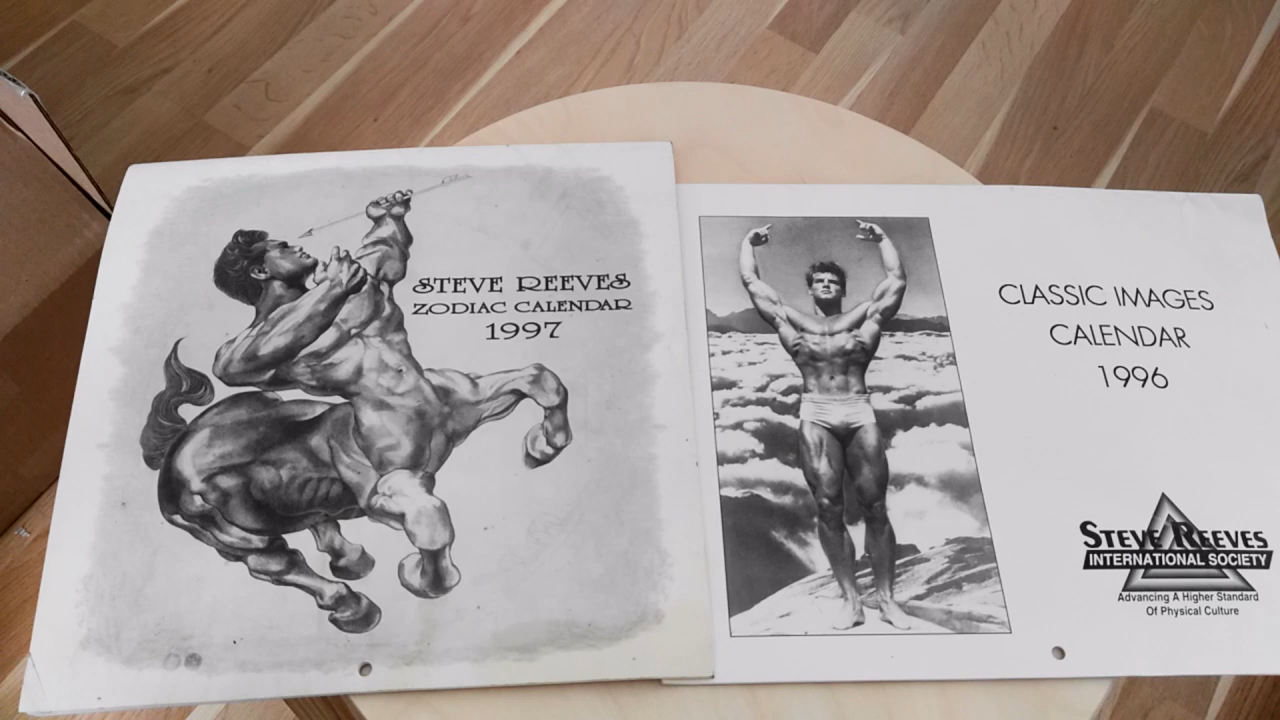 STEVE REEVES
ZODIAC CALENDAR
1997
CLASSIC IMAGES
CALENDAR
1996
STEVE REEVES
INTERNATIONAL SOCIETY
Advancing A Higher Standard
Of Physical Culture